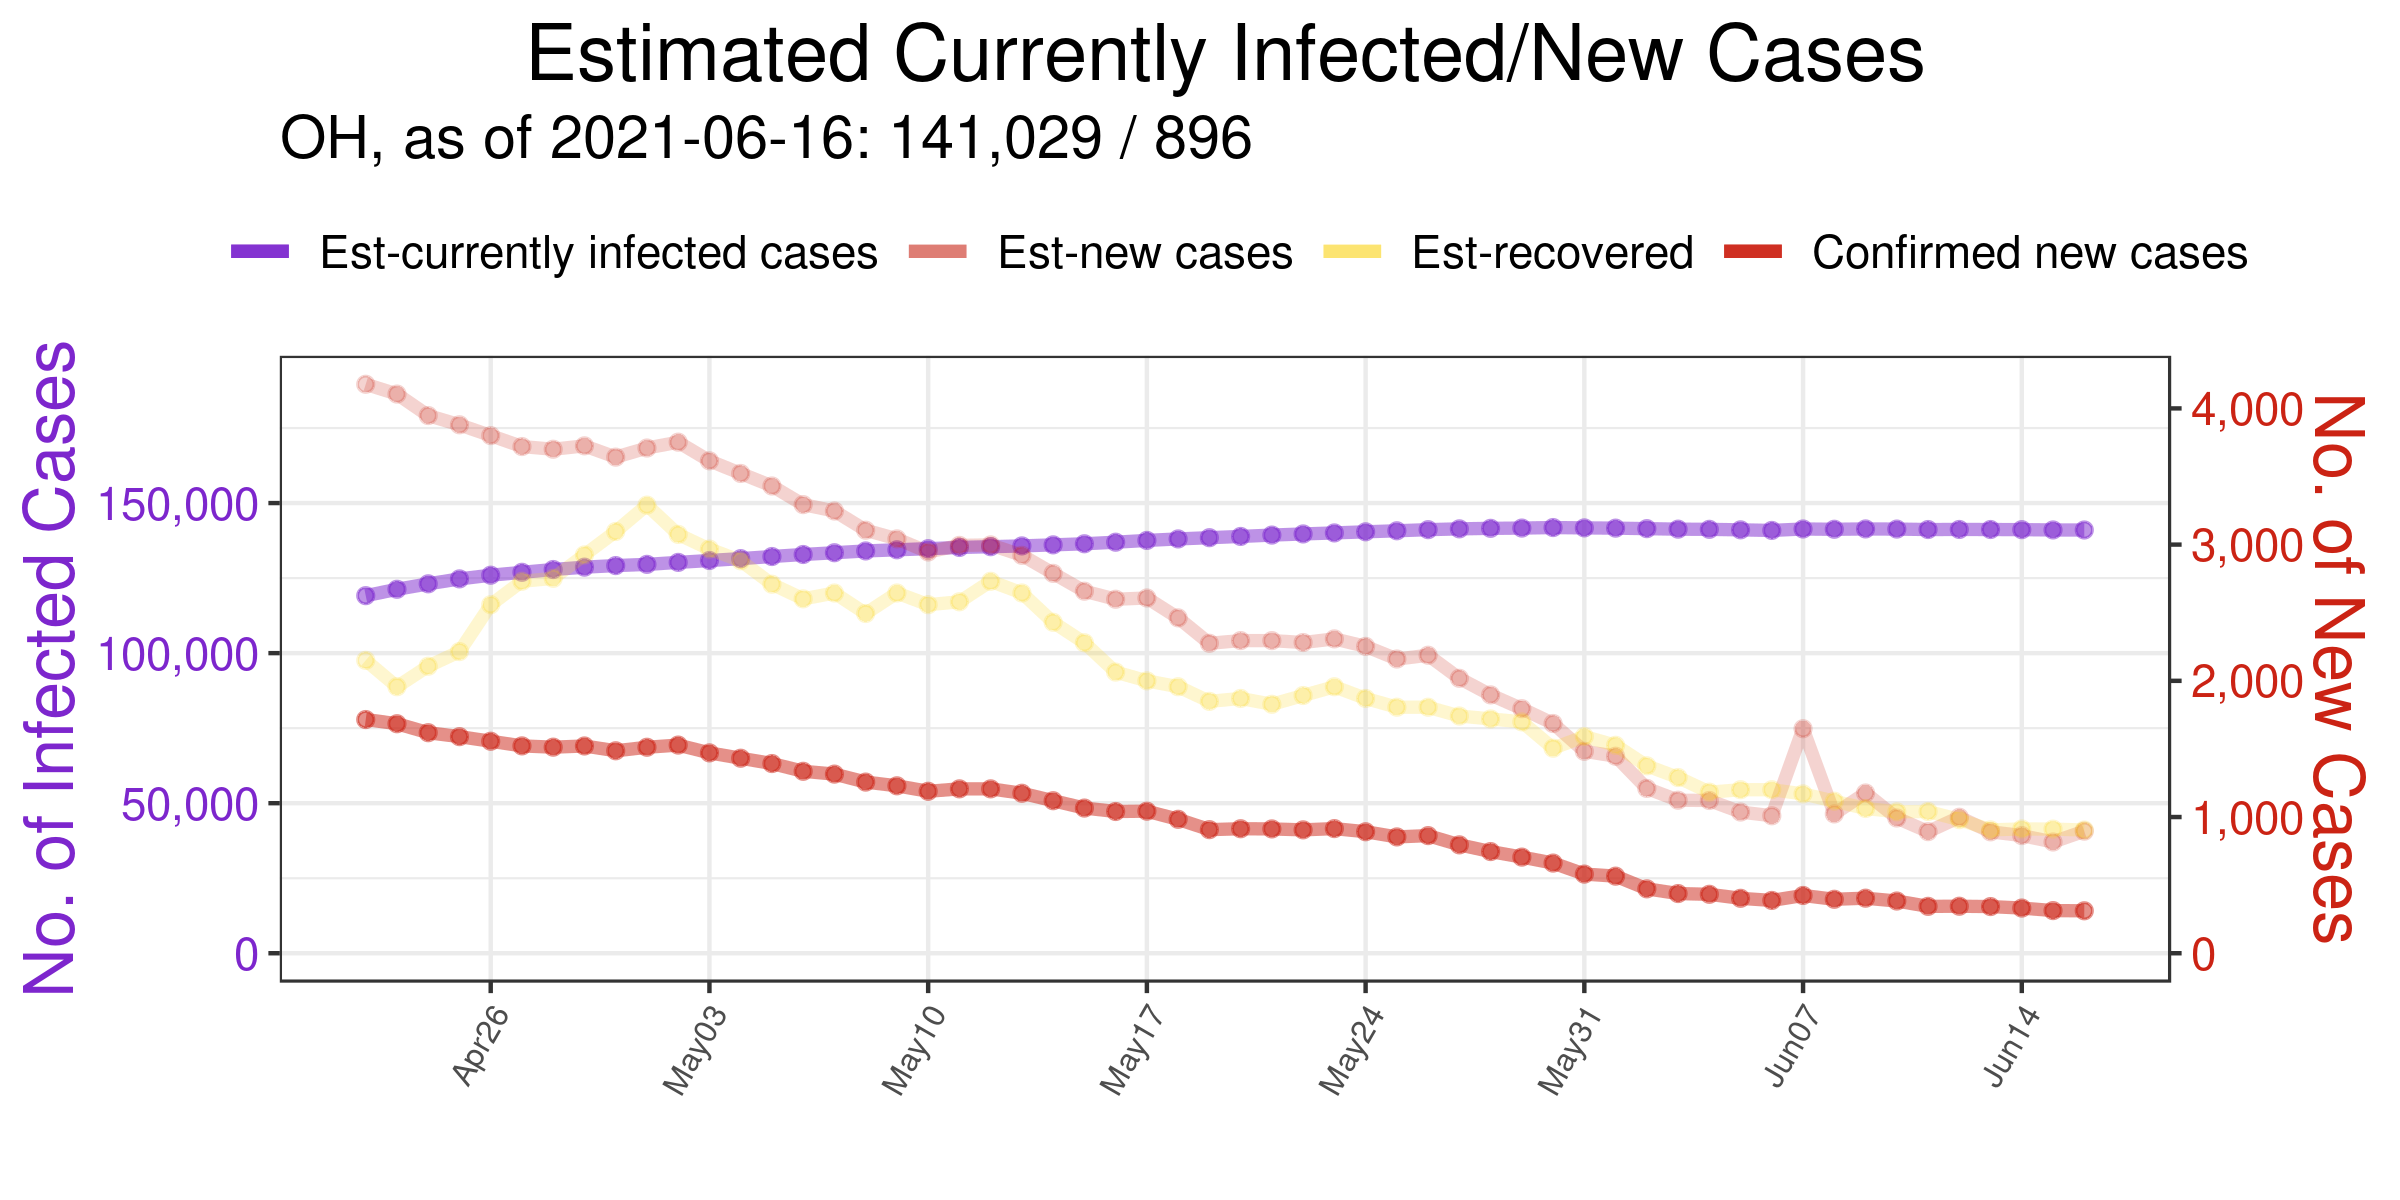 Estimated Currently Infected/New Cases
OH, as of 2021-06-16: 141,029 / 896
Est-currently infected cases Est-new cases Est-recovered Confirmed new cases
No. of Infected Cases
150,000
100,000
50,000
0
4,000
3,000
2,000
1,000
0
No. of New Cases
Apr26 May03 May10 May17 May24 May31 Jun07 Jun14